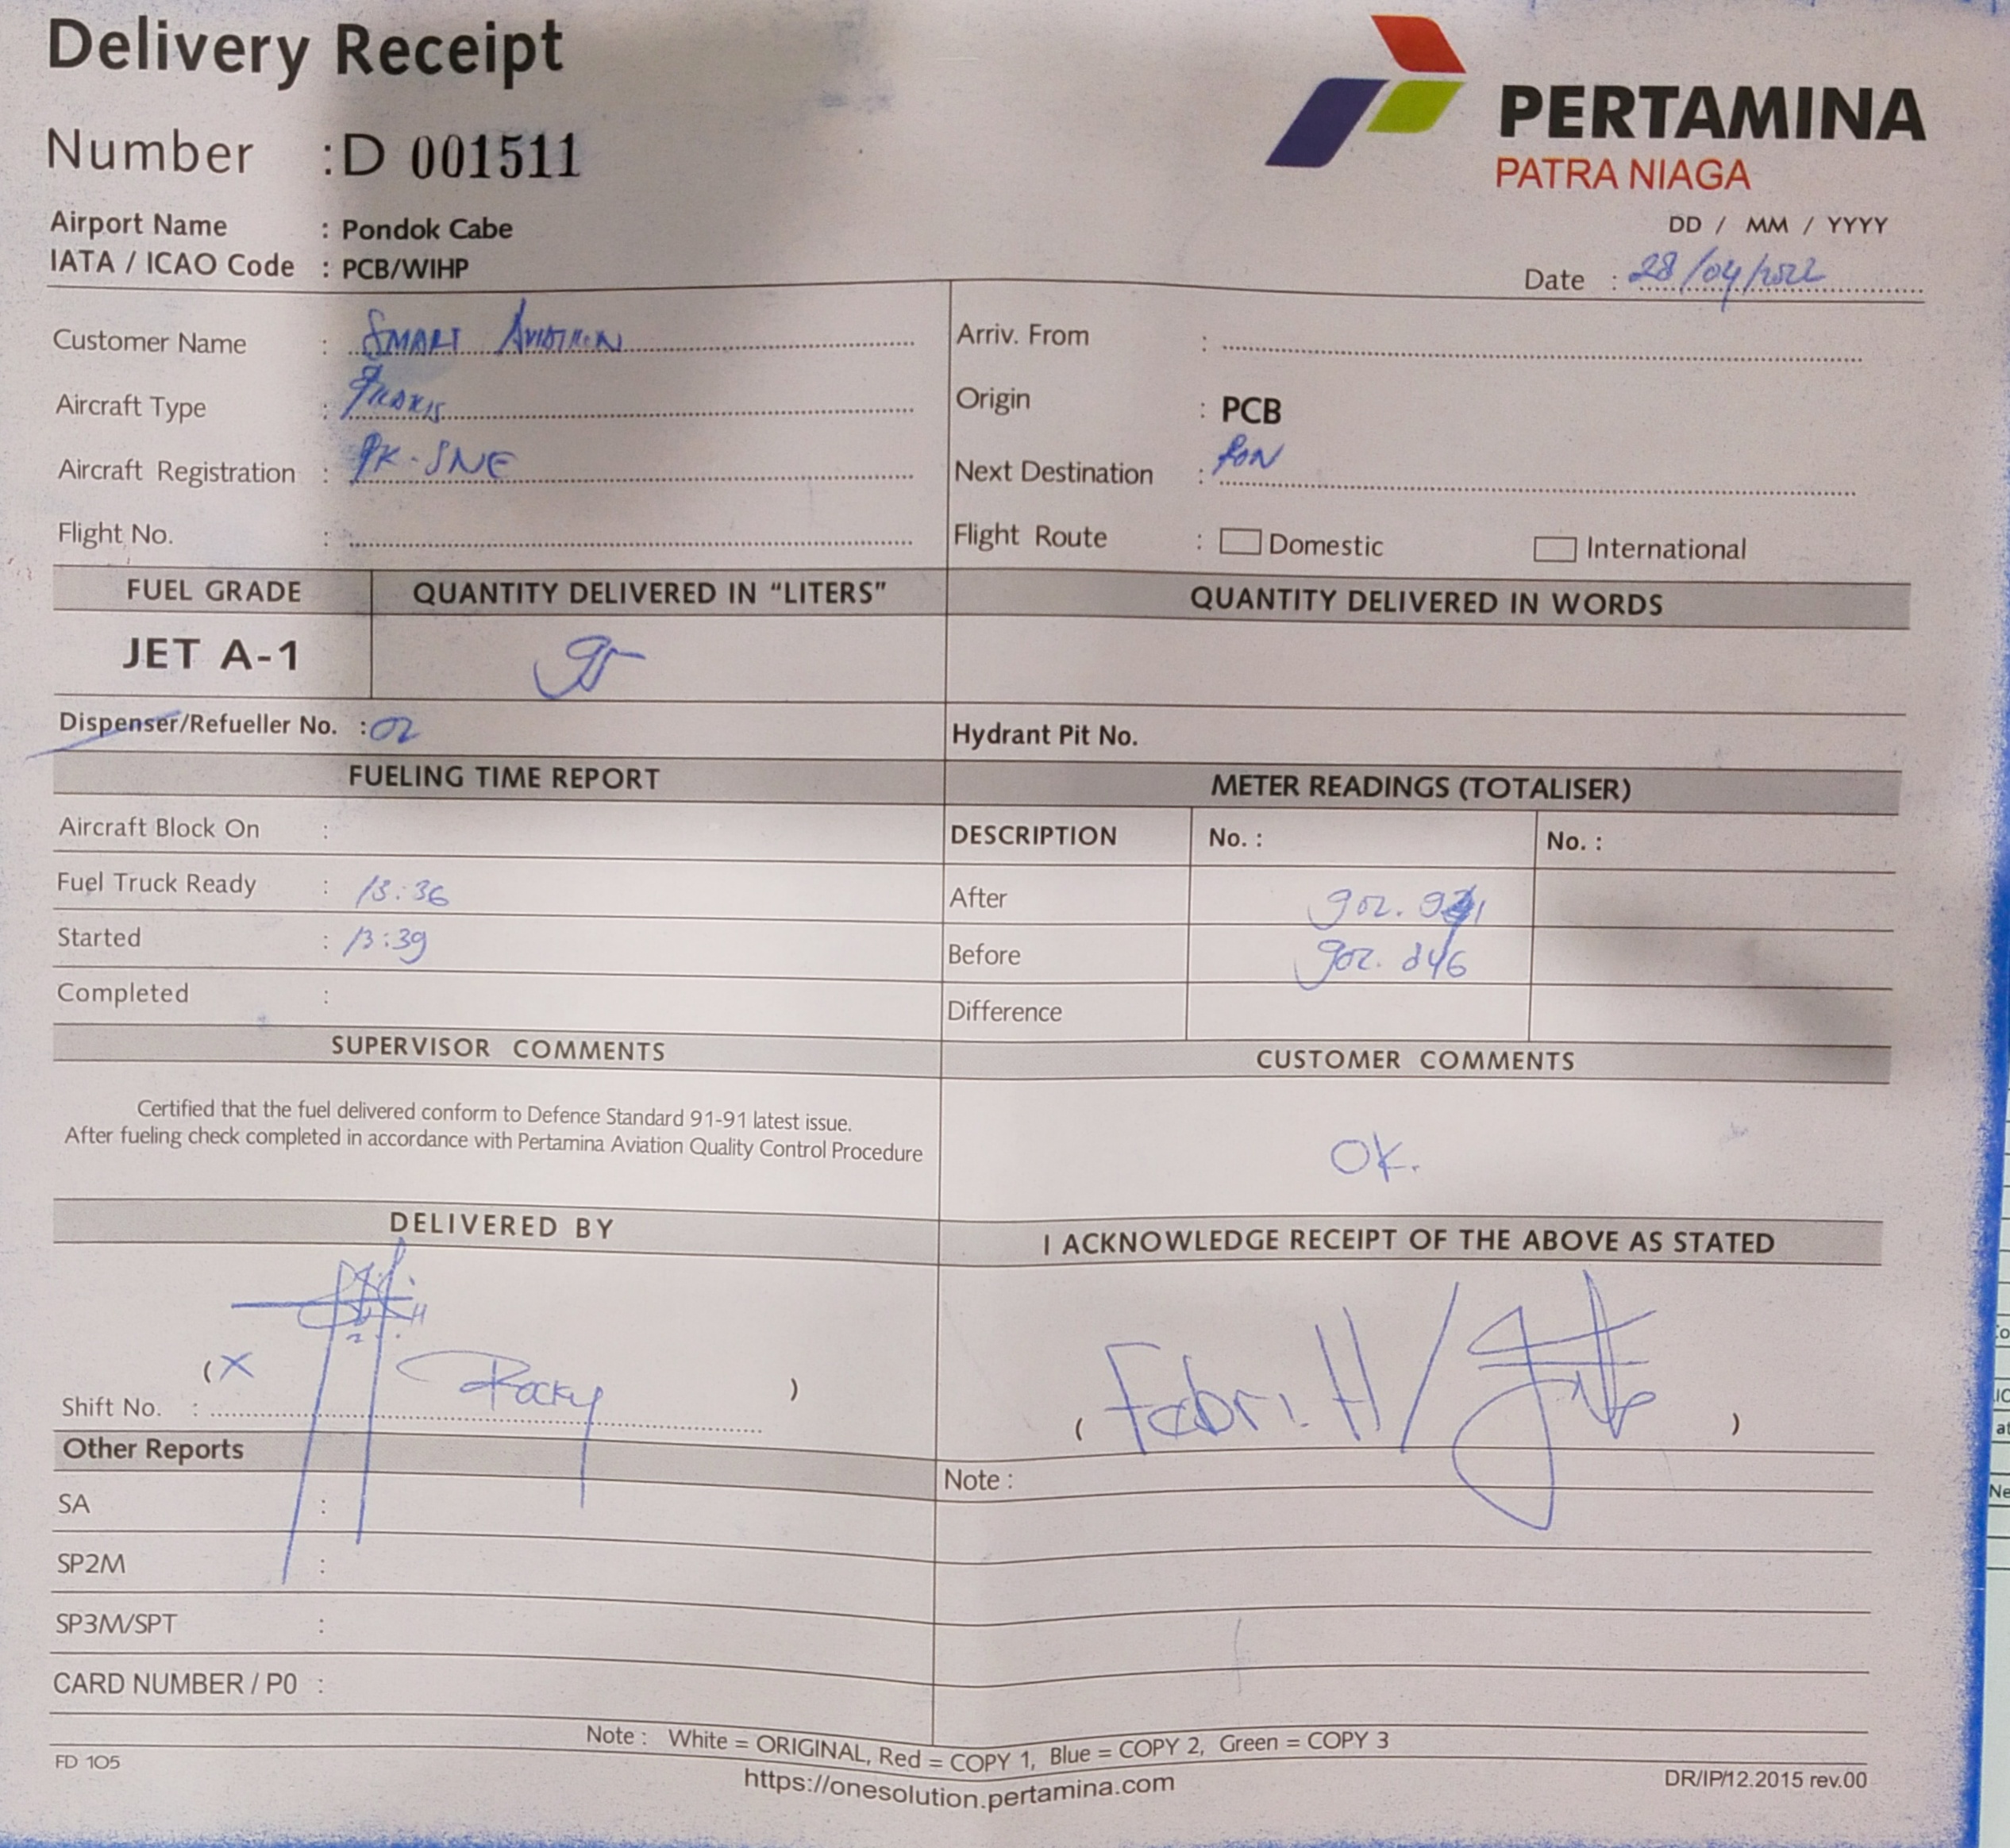 Delivery Receipt
PERTAMINA
PATRA NIAGA
Number : D 001511
Airport Name : Pondok Cabe
IATA / ICAO Code : PCB/WIHP
DD / MM / YYYY
Date : 28/04/2022
Customer Name : SMART AVIATION
Arriv. From :
Aircraft Type :
Origin : PCB
Aircraft Registration : PK-SNE
Next Destination : RON
Flight No. :
Flight Route : Domestic International
FUEL GRADE QUANTITY DELIVERED IN “LITERS” QUANTITY DELIVERED IN WORDS
JET A-1 95
Dispenser/Refueller No. : 02
Hydrant Pit No.
FUELING TIME REPORT METER READINGS (TOTALISER)
Aircraft Block On :
DESCRIPTION No. : No. :
Fuel Truck Ready : 13:36
After 902.941
Started : 13:39
Before 902.846
Completed :
Difference
SUPERVISOR COMMENTS CUSTOMER COMMENTS
Certified that the fuel delivered conform to Defence Standard 91-91 latest issue.
After fueling check completed in accordance with Pertamina Aviation Quality Control Procedure
OK.
DELIVERED BY I ACKNOWLEDGE RECEIPT OF THE ABOVE AS STATED
(X Rocky )
( Febri. H / )
Shift No. :
Other Reports
Note :
SA :
SP2M :
SP3M/SPT :
CARD NUMBER / P0 :
Note : White = ORIGINAL, Red = COPY 1, Blue = COPY 2, Green = COPY 3
FD 105
https://onesolution.pertamina.com
DR/IP/12.2015 rev.00